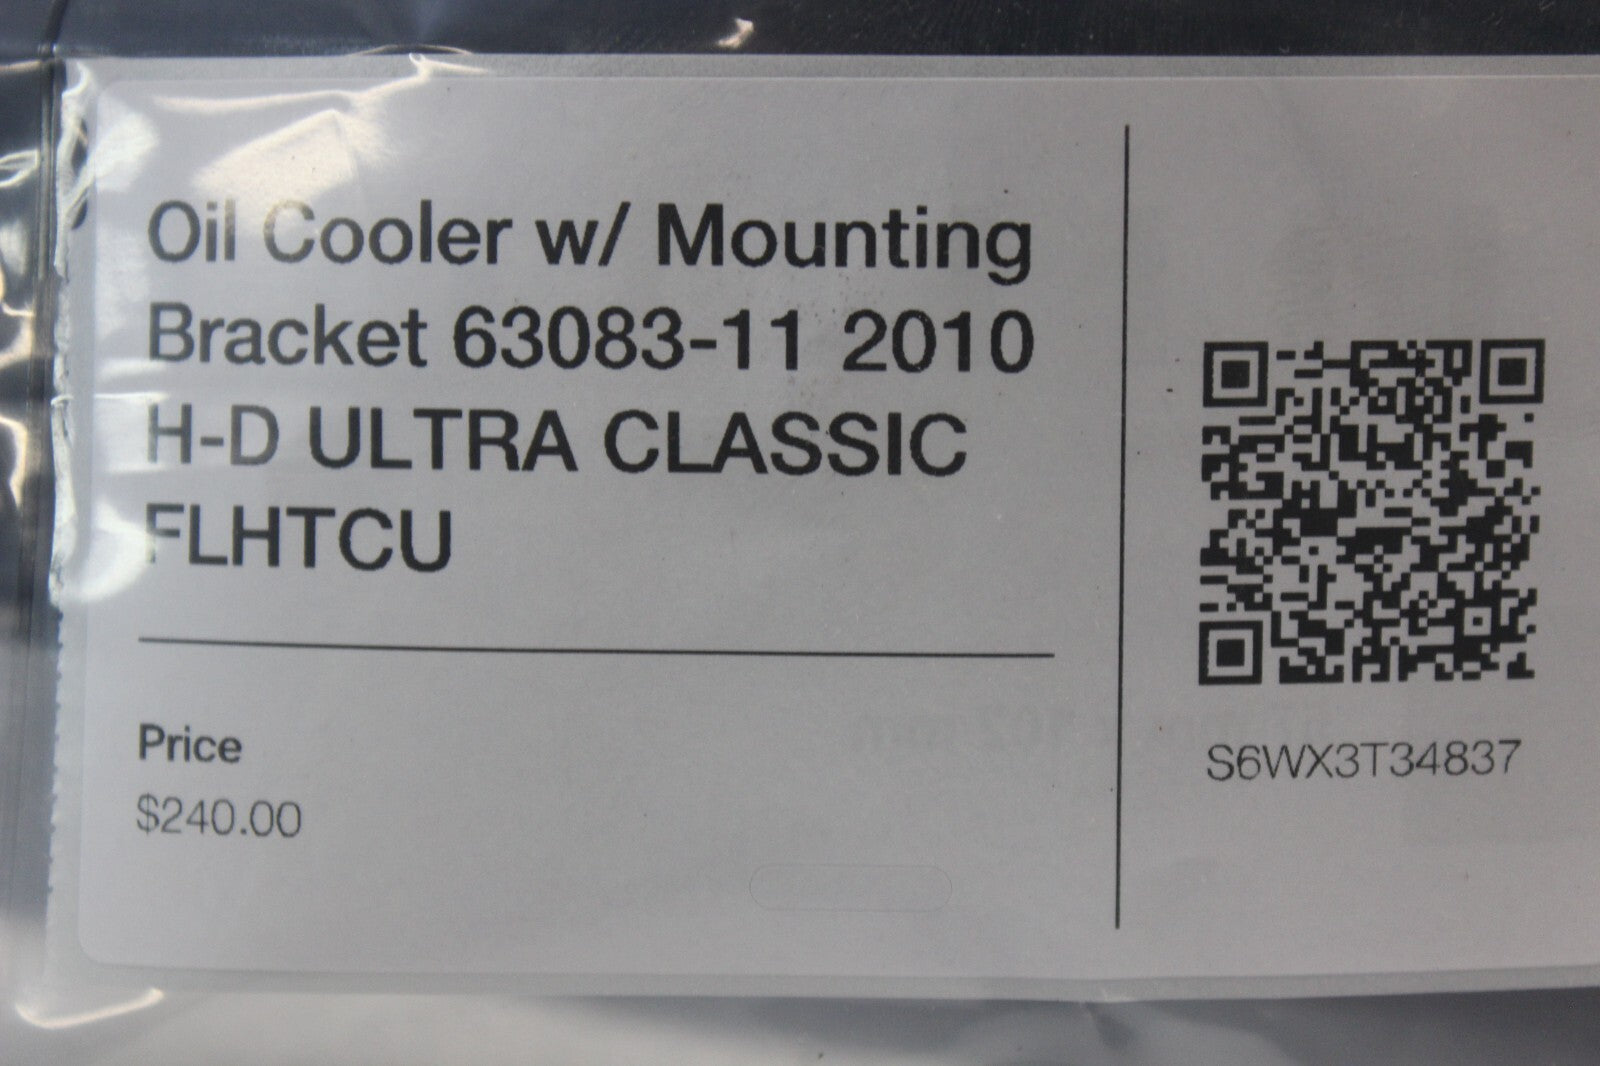 Oil Cooler w/ Mounting
Bracket 63083-11 2010
H-D ULTRA CLASSIC
FLHTCU
Price
$240.00
S6WX3T34837